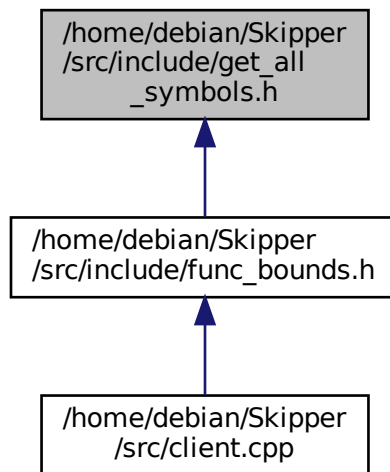 /home/debian/Skipper
/src/include/get_all
_symbols.h
/home/debian/Skipper
/src/include/func_bounds.h
/home/debian/Skipper
/src/client.cpp